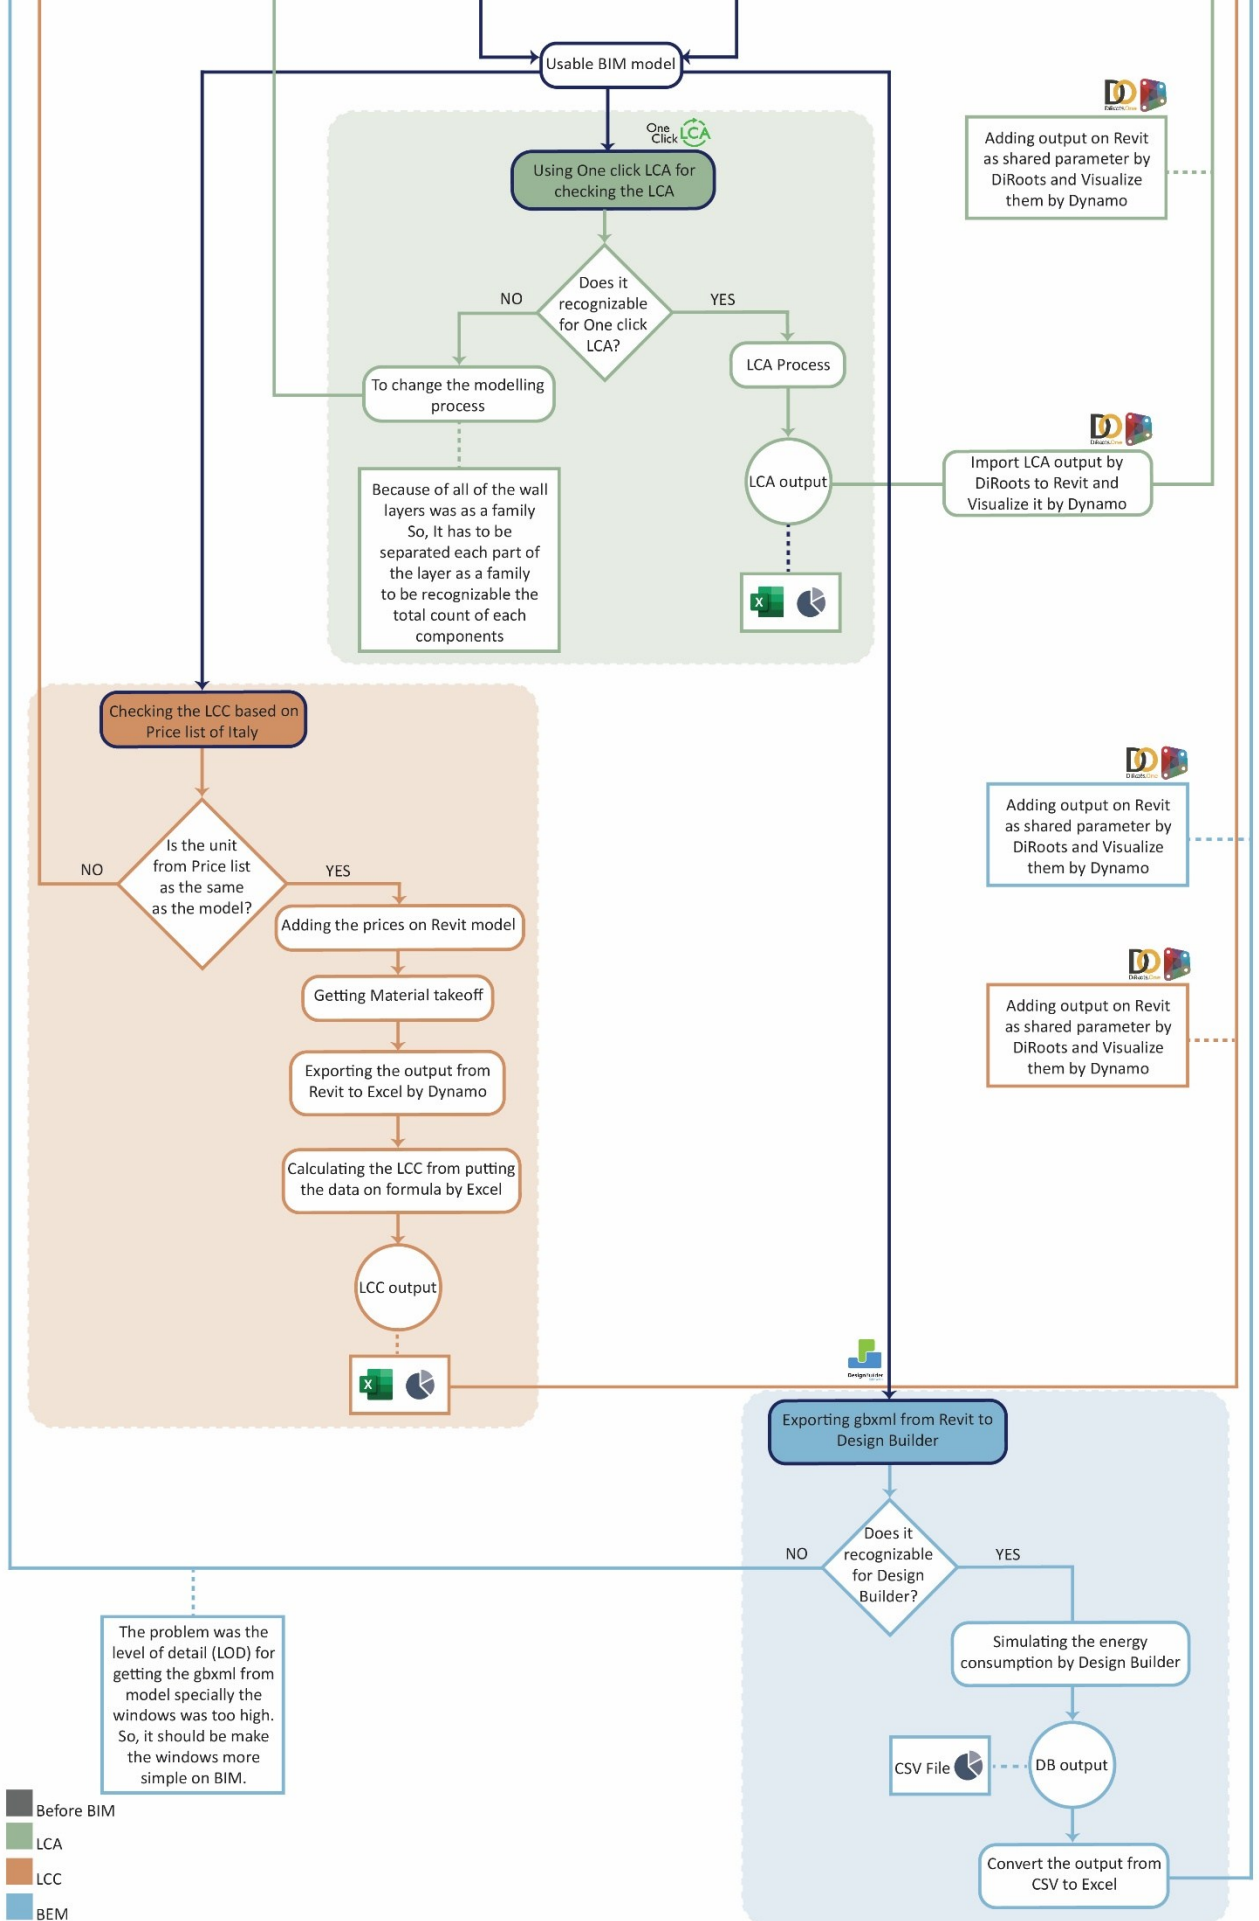 Usable BIM model
One
Click LCA
Using One click LCA for
checking the LCA
Does it
recognizable
for One click
LCA?
NO
YES
To change the modelling
process
LCA Process
Because of all of the wall
layers was as a family
So, It has to be
separated each part of
the layer as a family
to be recognizable the
total count of each
components
LCA output
X
DiRoots.One
Adding output on Revit
as shared parameter by
DiRoots and Visualize
them by Dynamo
DiRoots.One
Import LCA output by
DiRoots to Revit and
Visualize it by Dynamo
Checking the LCC based on
Price list of Italy
Is the unit
from Price list
as the same
as the model?
NO
YES
Adding the prices on Revit model
Getting Material takeoff
Exporting the output from
Revit to Excel by Dynamo
Calculating the LCC from putting
the data on formula by Excel
LCC output
X
DiRoots.One
Adding output on Revit
as shared parameter by
DiRoots and Visualize
them by Dynamo
DiRoots.One
Adding output on Revit
as shared parameter by
DiRoots and Visualize
them by Dynamo
Designbuilder
Exporting gbxml from Revit to
Design Builder
Does it
recognizable
for Design
Builder?
NO
YES
The problem was the
level of detail (LOD) for
getting the gbxml from
model specially the
windows was too high.
So, it should be make
the windows more
simple on BIM.
Simulating the energy
consumption by Design Builder
CSV File
DB output
Convert the output from
CSV to Excel
Before BIM
LCA
LCC
BEM